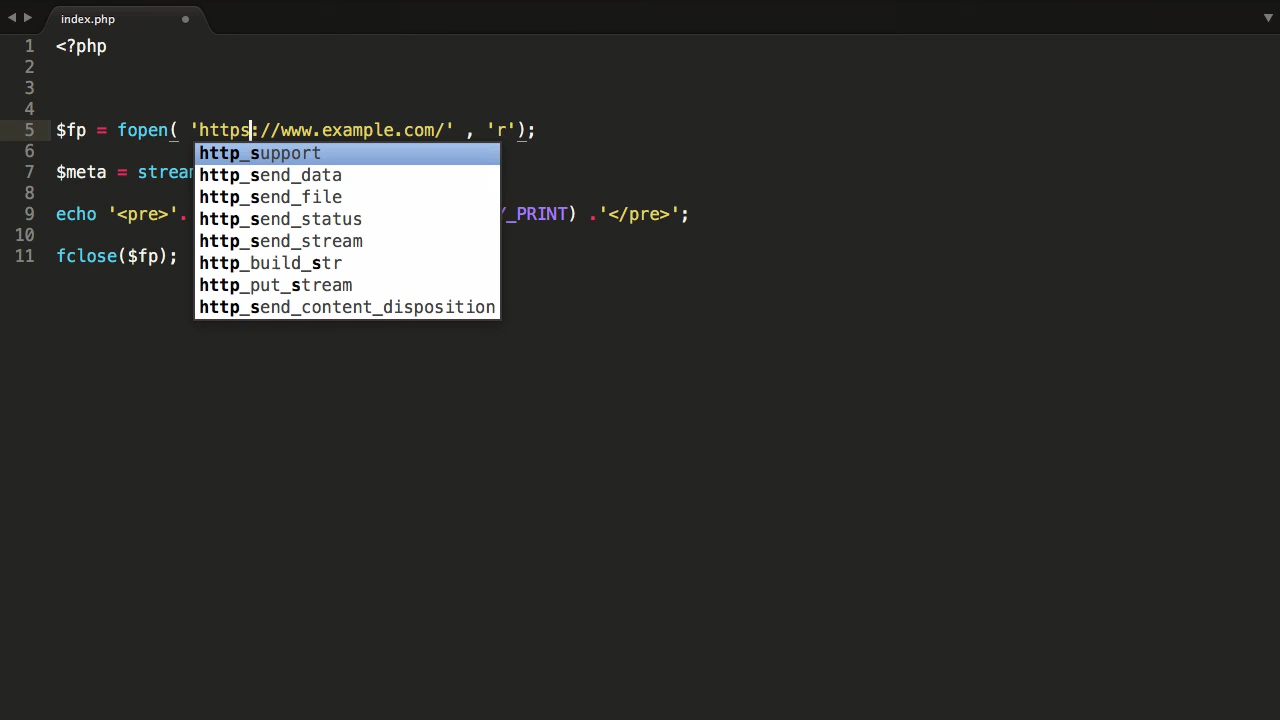 index.php
1 <?php
2
3
4
5 $fp = fopen( 'https://www.example.com/' , 'r');
6 http_support
7 $meta = strea http_send_data
8 http_send_file
9 echo '<pre>'. http_send_status _PRINT) .'</pre>';
10 http_send_stream
11 fclose($fp); http_build_str
http_put_stream
http_send_content_disposition